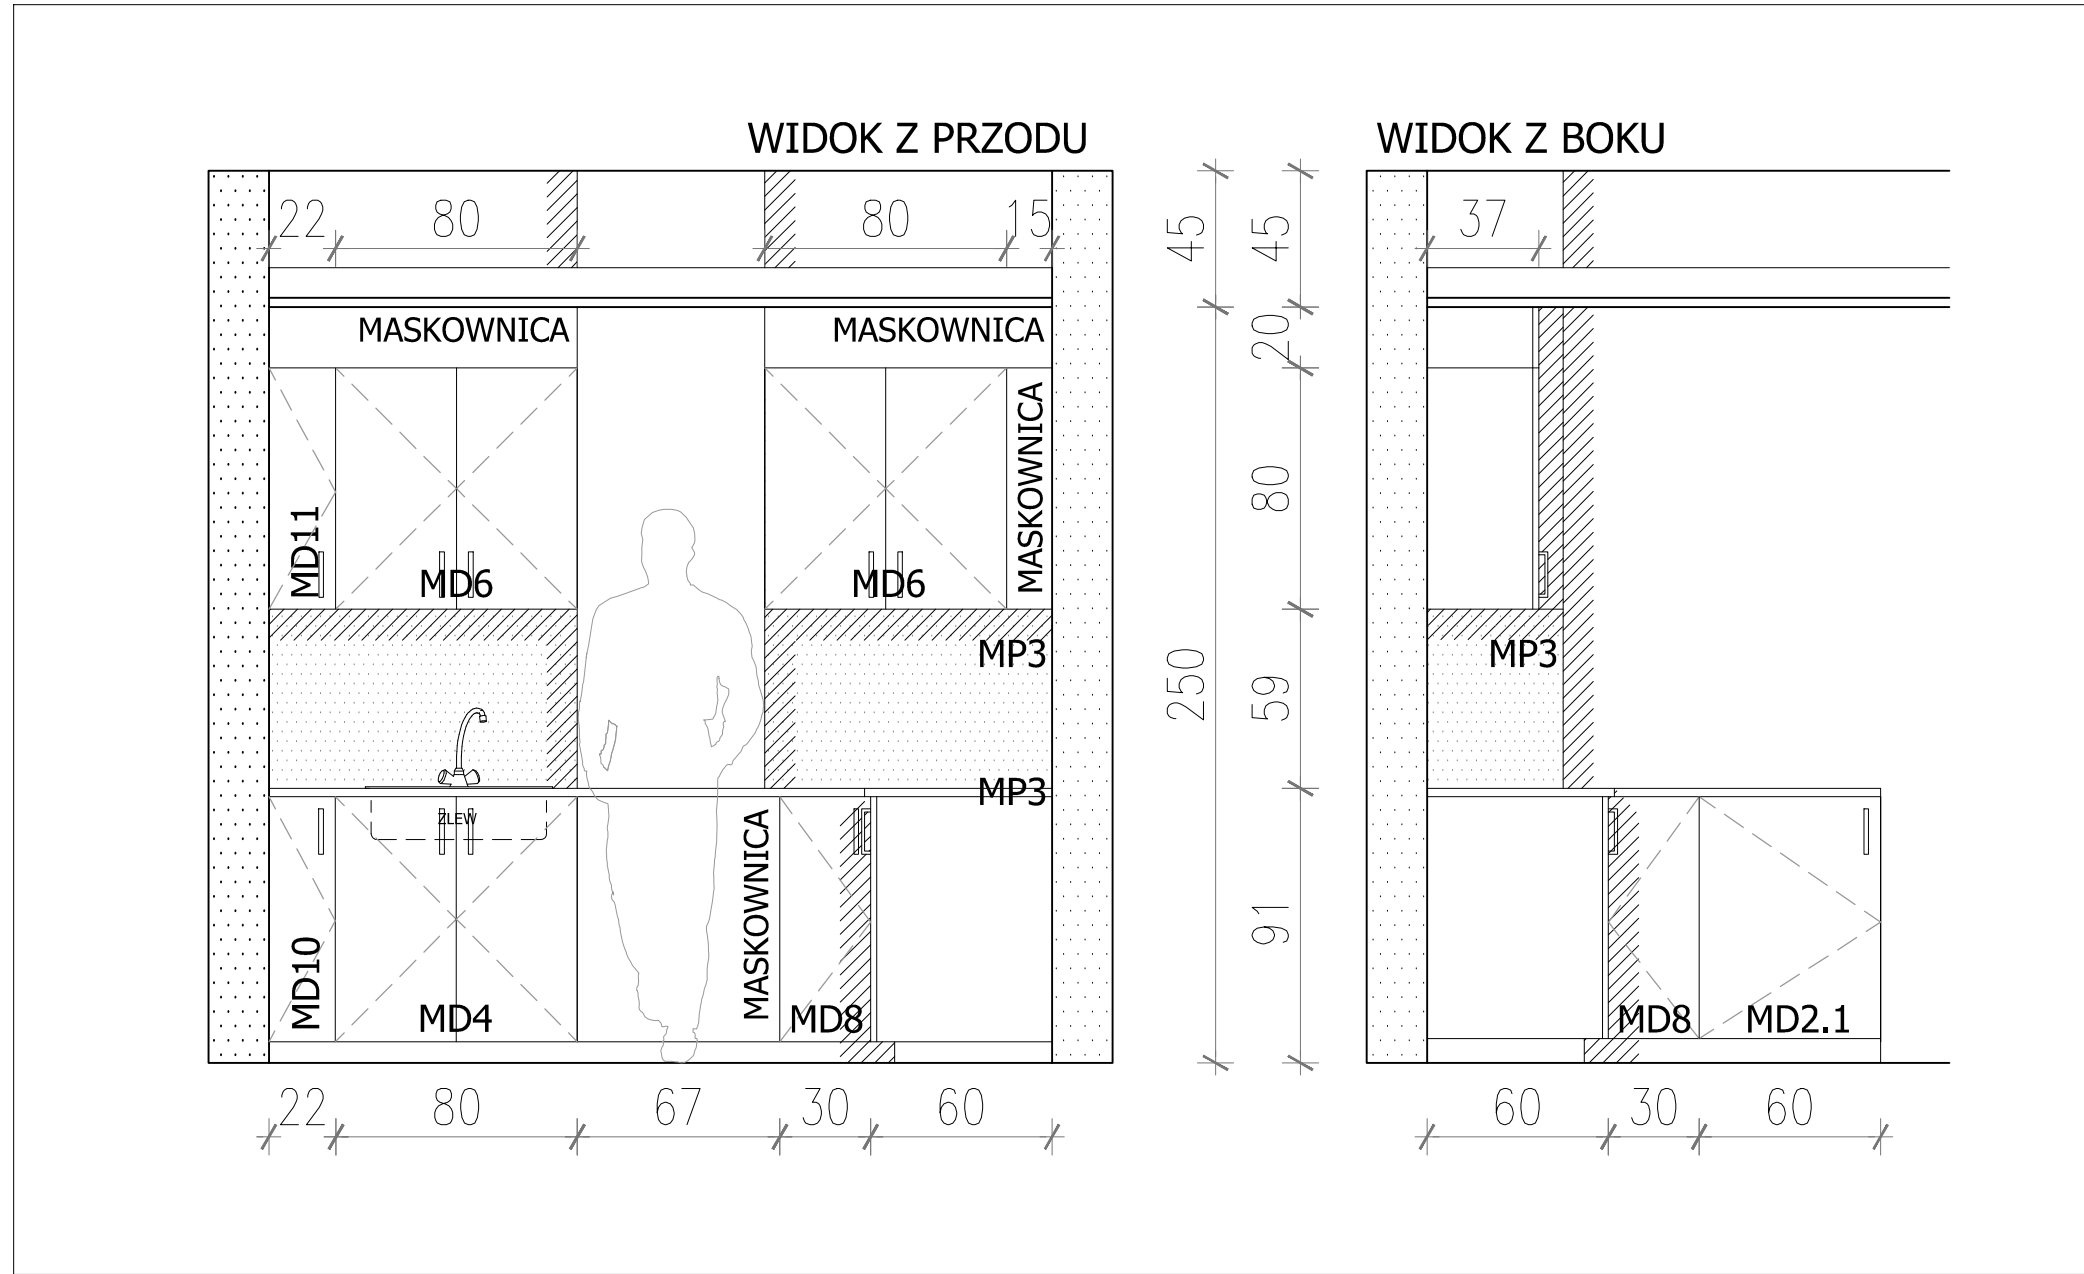 WIDOK Z PRZODU
WIDOK Z BOKU
22 80 80 15
45
45
37
MASKOWNICA
MASKOWNICA
20
MASKOWNICA
80
MD11
MD6
MD6
MP3
MP3
250
59
MP3
ZLEW
MASKOWNICA
91
MD10
MD4
MD8
MD8
MD2.1
22 80 67 30 60
60 30 60